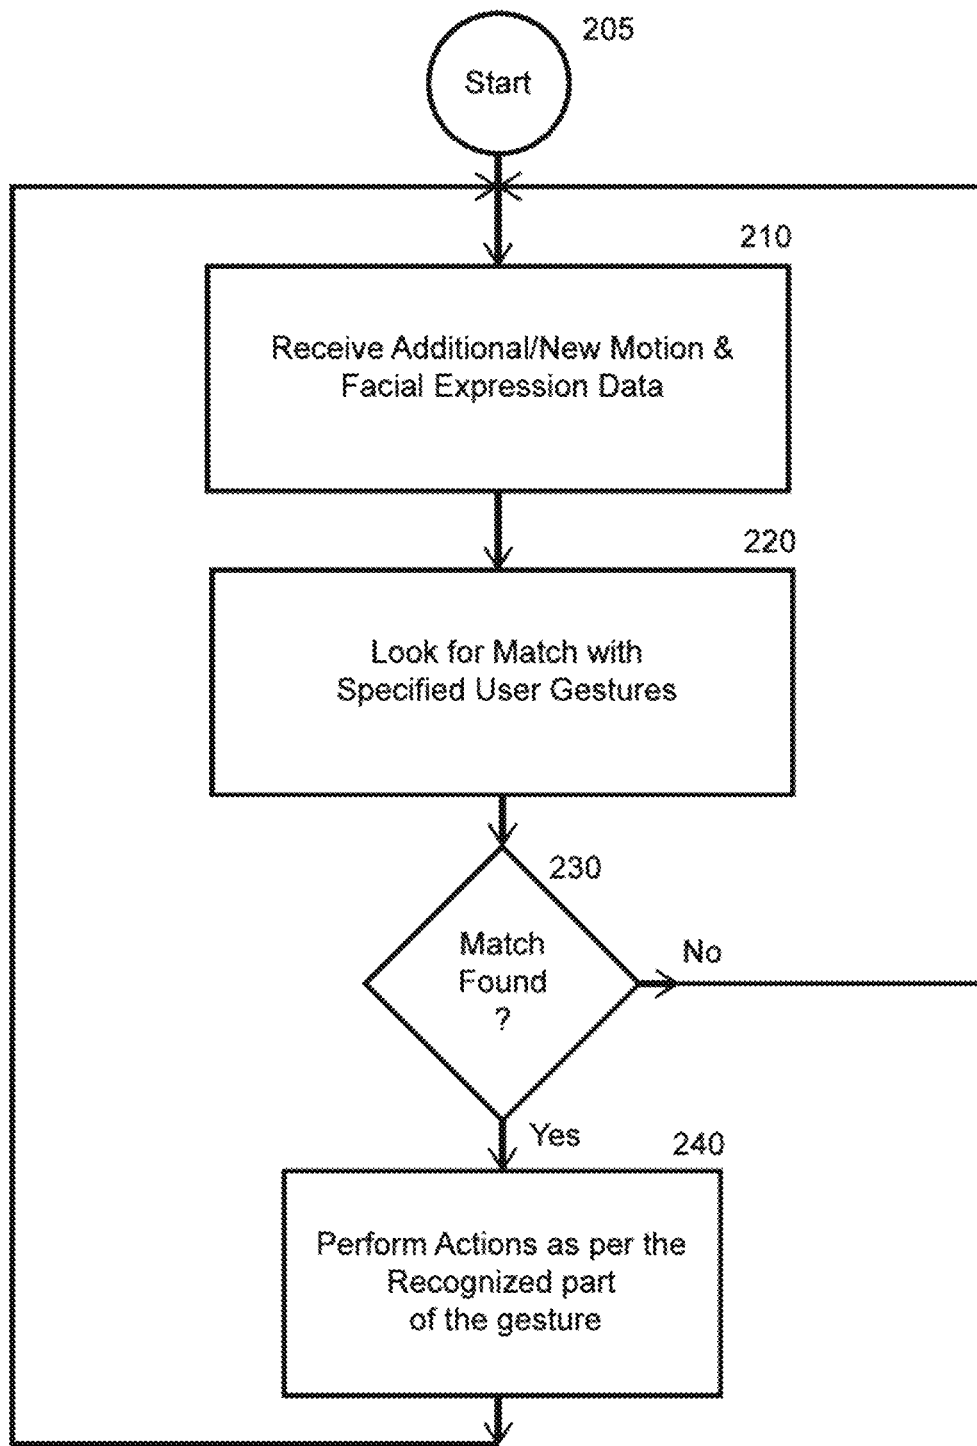 205
Start
210
Receive Additional/New Motion &
Facial Expression Data
220
Look for Match with
Specified User Gestures
230
Match
Found
?
No
Yes
240
Perform Actions as per the
Recognized part
of the gesture